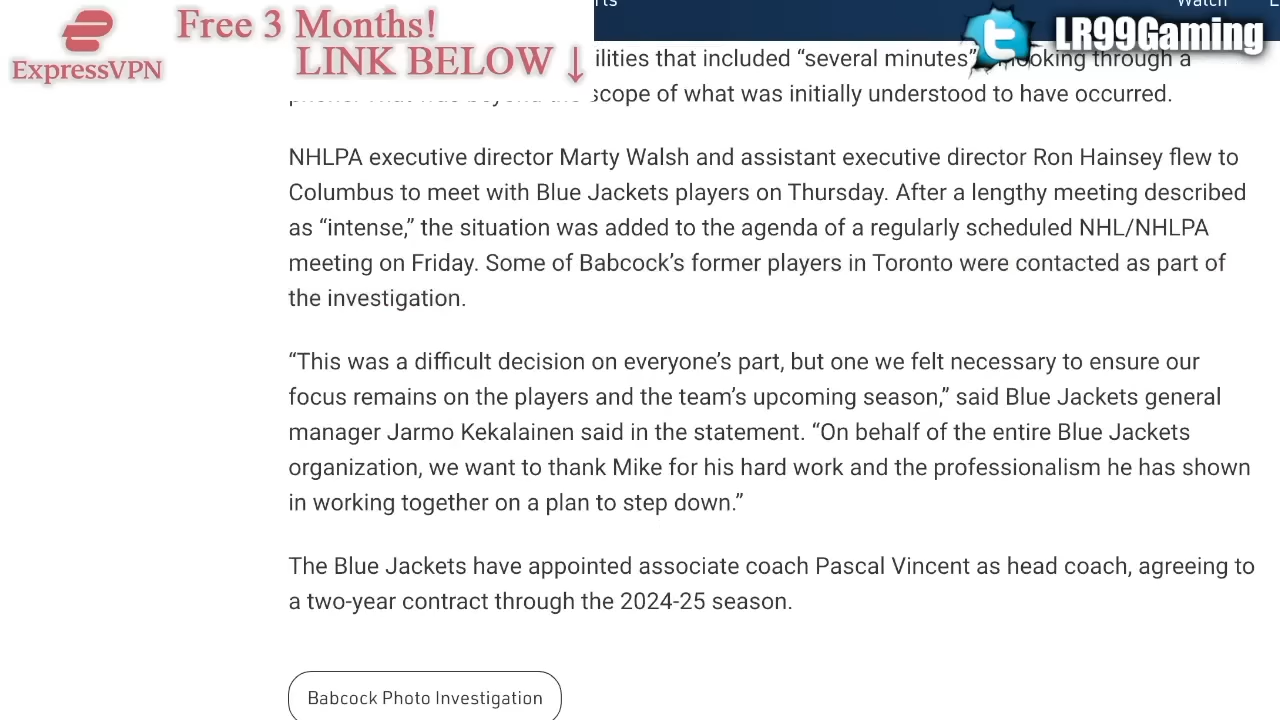 rts
Watch
Free 3 Months!
LINK BELOW ↓
ExpressVPN
LR99Gaming
ilities that included “several minutes” looking through a
scope of what was initially understood to have occurred.
NHLPA executive director Marty Walsh and assistant executive director Ron Hainsey flew to
Columbus to meet with Blue Jackets players on Thursday. After a lengthy meeting described
as “intense,” the situation was added to the agenda of a regularly scheduled NHL/NHLPA
meeting on Friday. Some of Babcock’s former players in Toronto were contacted as part of
the investigation.
“This was a difficult decision on everyone’s part, but one we felt necessary to ensure our
focus remains on the players and the team’s upcoming season,” said Blue Jackets general
manager Jarmo Kekalainen said in the statement. “On behalf of the entire Blue Jackets
organization, we want to thank Mike for his hard work and the professionalism he has shown
in working together on a plan to step down.”
The Blue Jackets have appointed associate coach Pascal Vincent as head coach, agreeing to
a two-year contract through the 2024-25 season.
Babcock Photo Investigation